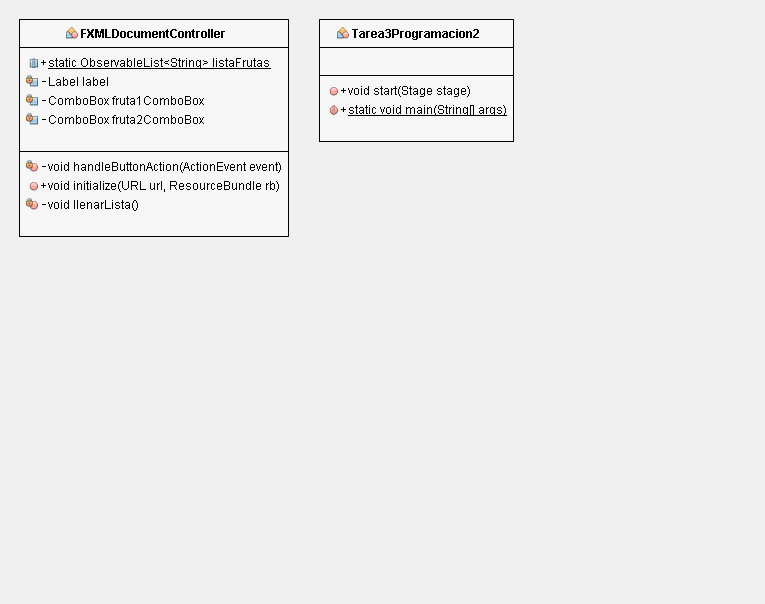 FXMLDocumentController
+static ObservableList<String> listaFrutas
-Label label
-ComboBox fruta1ComboBox
-ComboBox fruta2ComboBox
-void handleButtonAction(ActionEvent event)
+void initialize(URL url, ResourceBundle rb)
-void llenarLista()
Tarea3Programacion2
+void start(Stage stage)
+static void main(String[] args)